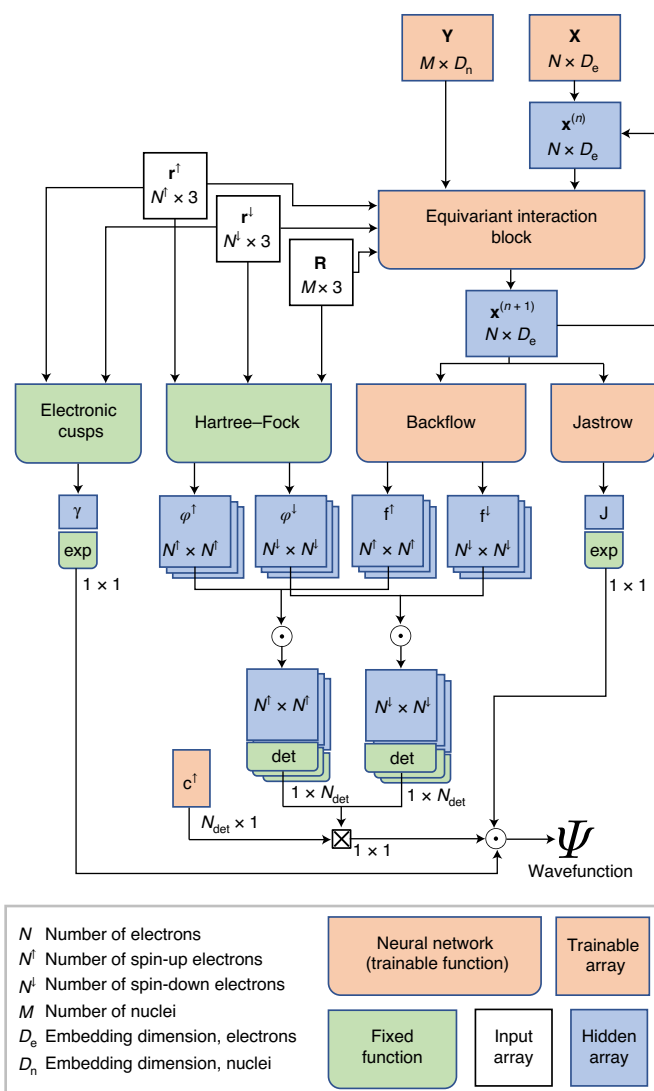 Y
M × Dₙ
X
N × Dₑ
x⁽ⁿ⁾
N × Dₑ
r↑
N↑ × 3
r↓
N↓ × 3
R
M × 3
Equivariant interaction
block
x⁽ⁿ ⁺ ¹⁾
N × Dₑ
Electronic
cusps
Hartree–Fock
Backflow
Jastrow
γ
exp
1 × 1
φ↑
N↑ × N↑
φ↓
N↓ × N↓
f↑
N↑ × N↑
f↓
N↓ × N↓
J
exp
1 × 1
N↑ × N↑
det
1 × N_det
N↓ × N↓
det
1 × N_det
c↑
N_det × 1
1 × 1
Ψ
Wavefunction
N Number of electrons
N↑ Number of spin-up electrons
N↓ Number of spin-down electrons
M Number of nuclei
Dₑ Embedding dimension, electrons
Dₙ Embedding dimension, nuclei
Neural network
(trainable function)
Trainable
array
Fixed
function
Input
array
Hidden
array